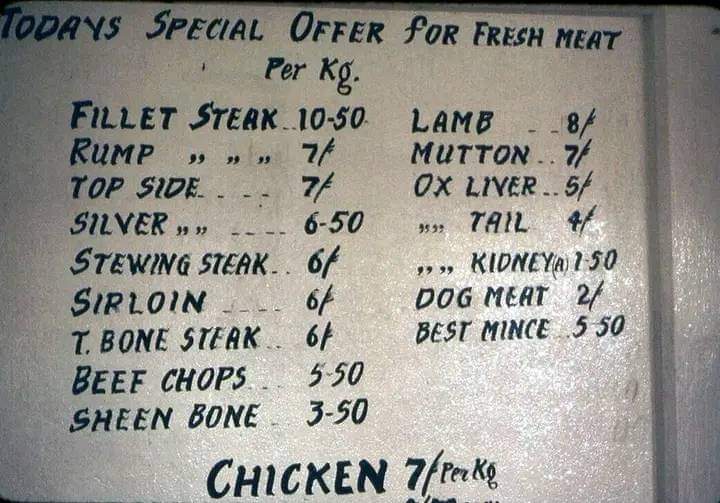 TODAYS SPECIAL OFFER FOR FRESH MEAT
Per Kg.
FILLET STEAK..10-50
RUMP " " " 7/
TOP SIDE.... 7/
SILVER " " .... 6-50
STEWING STEAK.. 6/
SIRLOIN .... 6/
T. BONE STEAK .. 6/
BEEF CHOPS .. 5-50
SHEEN BONE . 3-50
LAMB ..8/
MUTTON.. 7/
OX LIVER.. 5/
"" TAIL 4/
"" KIDNEY(A) 1-50
DOG MEAT 2/
BEST MINCE ..5 50
CHICKEN 7/ Per Kg